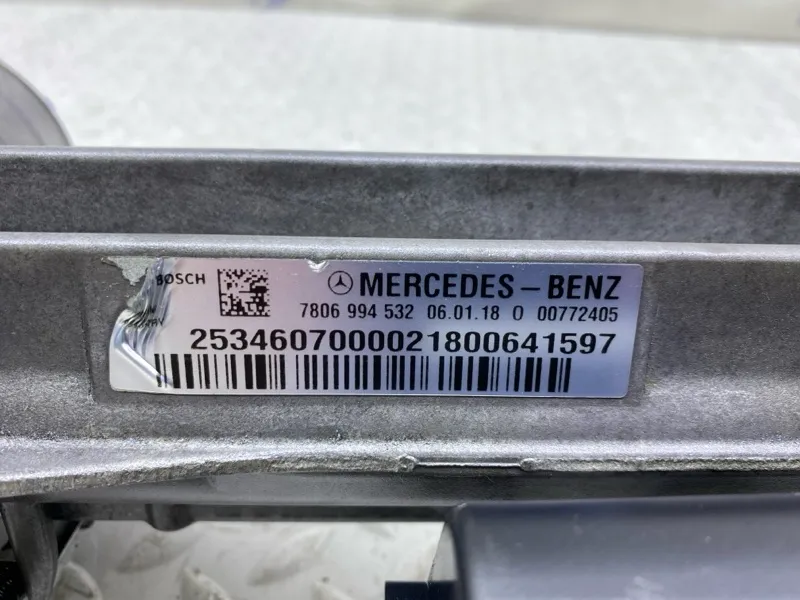 BOSCH
MERCEDES-BENZ
7806 994 532 06.01.18 0 00772405
2534607000021800641597